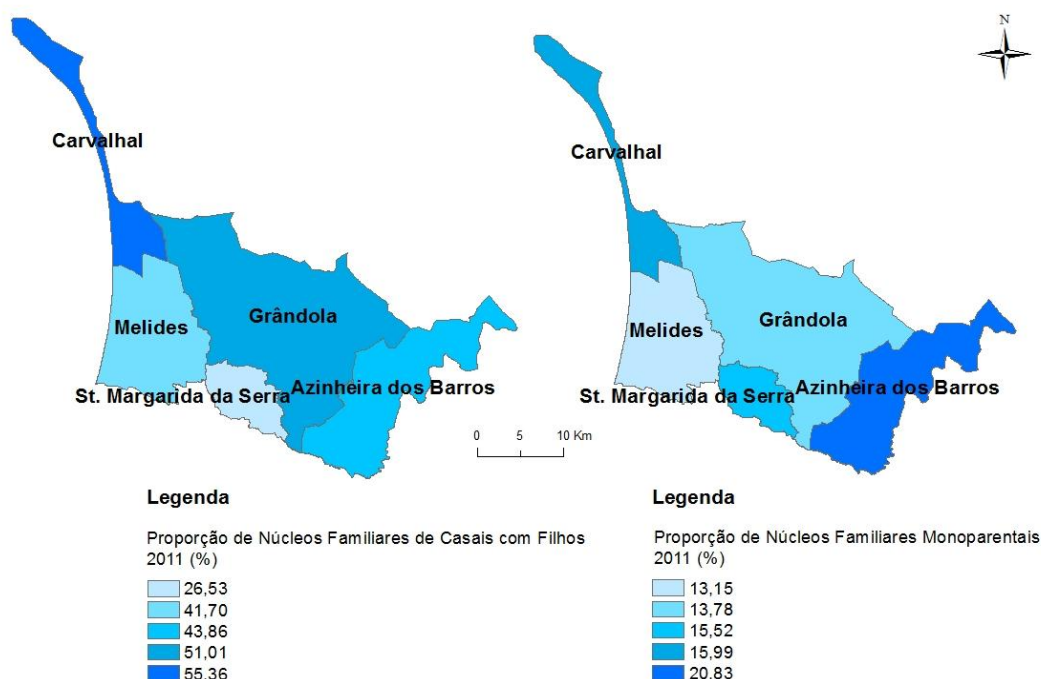 N
Carvalhal
Melides
Grândola
St. Margarida da Serra
Azinheira dos Barros
0 5 10 Km
Legenda
Proporção de Núcleos Familiares de Casais com Filhos
2011 (%)
26,53
41,70
43,86
51,01
55,36
Carvalhal
Melides
Grândola
St. Margarida da Serra
Azinheira dos Barros
Legenda
Proporção de Núcleos Familiares Monoparentais
2011 (%)
13,15
13,78
15,52
15,99
20,83